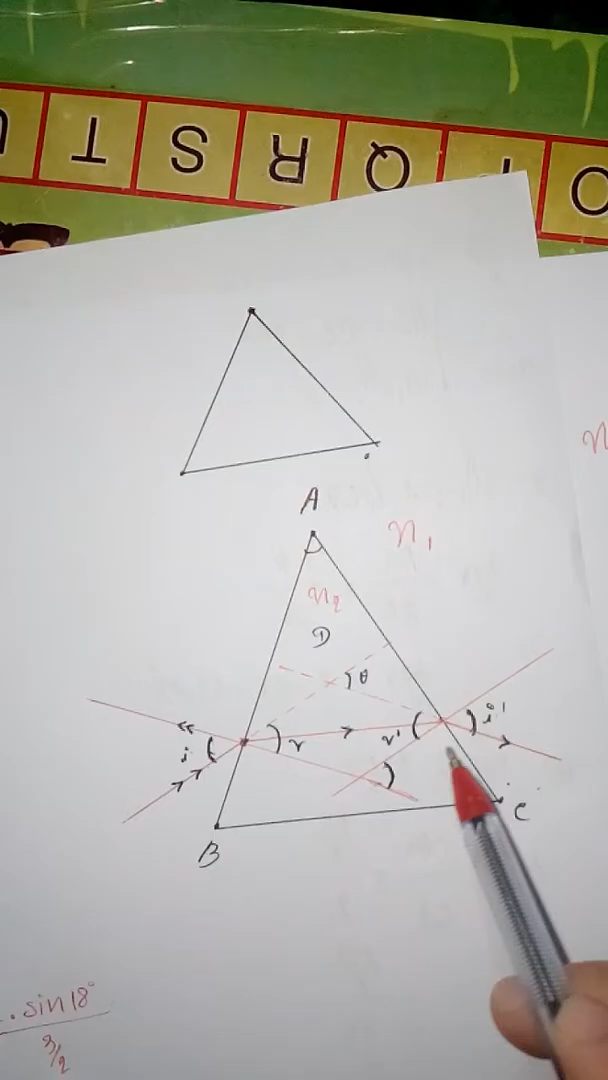 T S R Q
A
n₁
n₂
D
θ
i r r' i'
B
C
. sin 18°
3/2
n